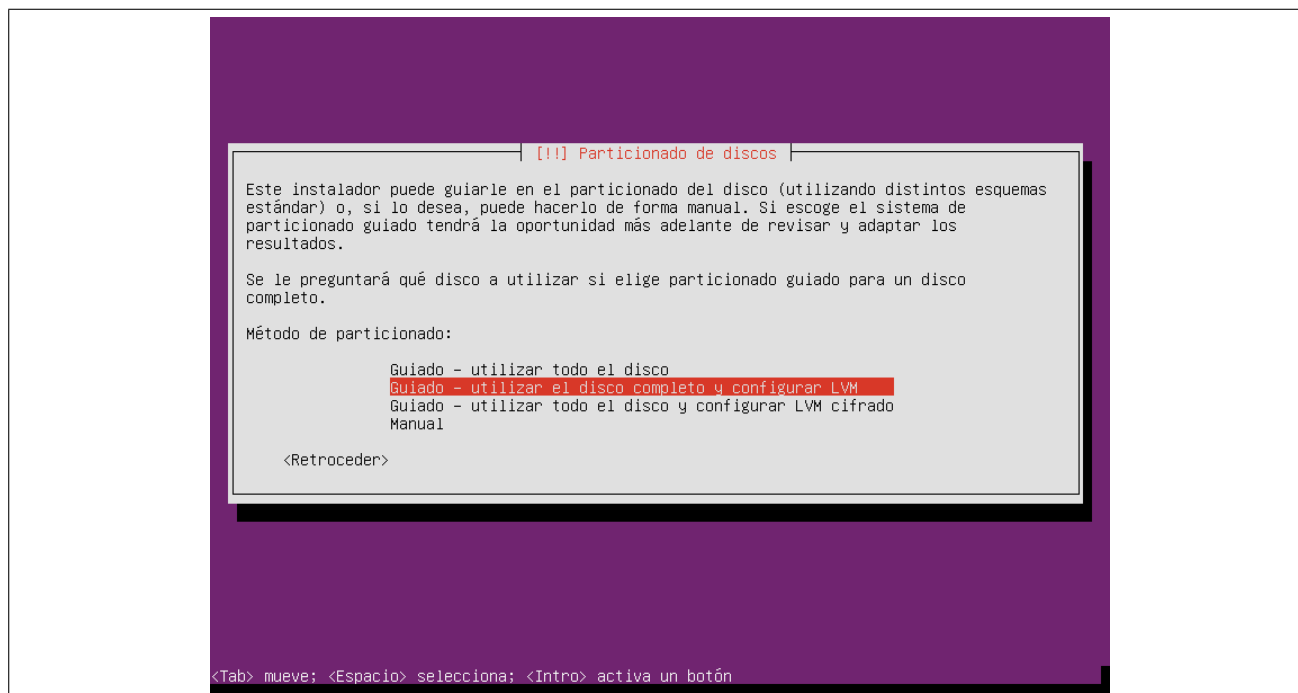 [!!] Particionado de discos
Este instalador puede guiarle en el particionado del disco (utilizando distintos esquemas
estándar) o, si lo desea, puede hacerlo de forma manual. Si escoge el sistema de
particionado guiado tendrá la oportunidad más adelante de revisar y adaptar los
resultados.
Se le preguntará qué disco a utilizar si elige particionado guiado para un disco
completo.
Método de particionado:
Guiado - utilizar todo el disco
Guiado - utilizar el disco completo y configurar LVM
Guiado - utilizar todo el disco y configurar LVM cifrado
Manual
<Retroceder>
<Tab> mueve; <Espacio> selecciona; <Intro> activa un botón